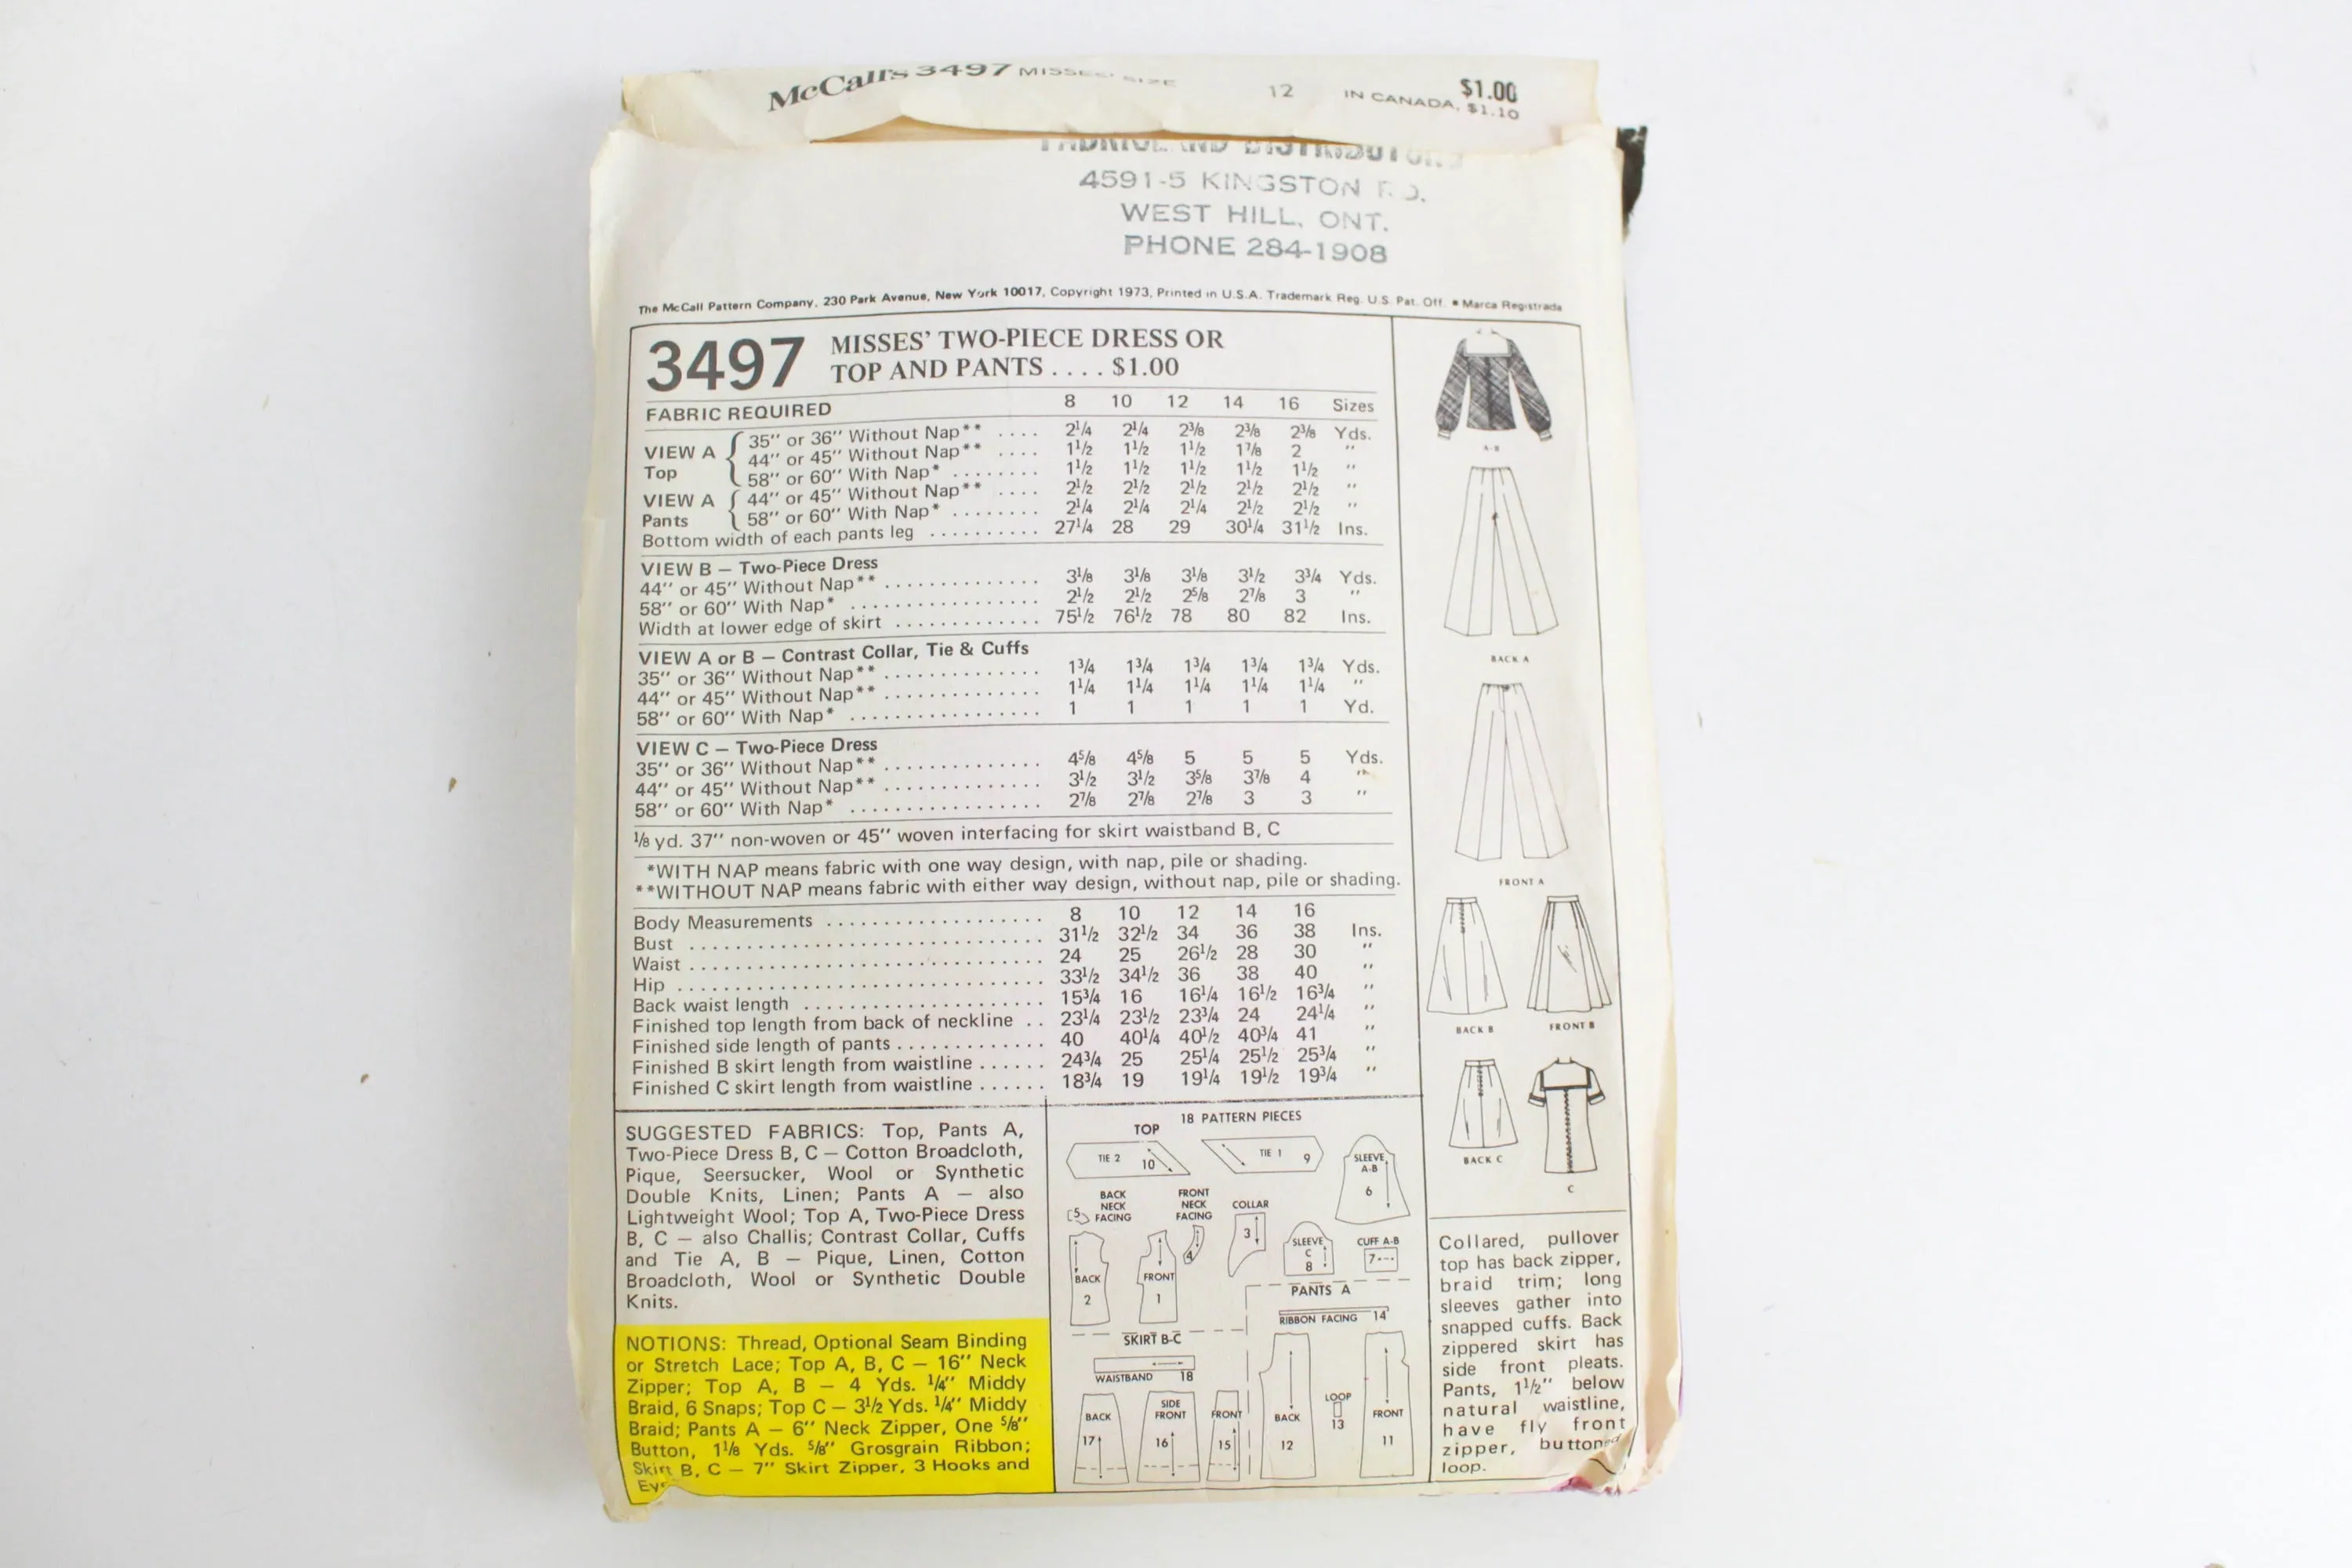 McCall's 3497 MISSES' SIZE 12 IN CANADA, $1.10 $1.00
4591-5 KINGSTON RD.
WEST HILL, ONT.
PHONE 284-1908
The McCall Pattern Company, 230 Park Avenue, New York 10017, Copyright 1973, Printed in U.S.A. Trademark Reg. U.S. Pat. Off. ■ Marca Registrada
3497 MISSES' TWO-PIECE DRESS OR
TOP AND PANTS .... $1.00
FABRIC REQUIRED 8 10 12 14 16 Sizes
VIEW A Top
35" or 36" Without Nap** .... 2¼ 2¼ 2⅜ 2⅜ 2⅜ Yds.
44" or 45" Without Nap** .... 1½ 1½ 1½ 1⅞ 2 "
58" or 60" With Nap* ........ 1½ 1½ 1½ 1½ 1½ "
VIEW A Pants
44" or 45" Without Nap** .... 2½ 2½ 2½ 2½ 2½ "
58" or 60" With Nap* ........ 2¼ 2¼ 2¼ 2½ 2½ "
Bottom width of each pants leg .......... 27¼ 28 29 30¼ 31½ Ins.
VIEW B — Two-Piece Dress
44" or 45" Without Nap** .............. 3⅛ 3⅛ 3⅛ 3½ 3¾ Yds.
58" or 60" With Nap* ................. 2½ 2½ 2⅝ 2⅞ 3 "
Width at lower edge of skirt ............. 75½ 76½ 78 80 82 Ins.
VIEW A or B — Contrast Collar, Tie & Cuffs
35" or 36" Without Nap** .............. 1¾ 1¾ 1¾ 1¾ 1¾ Yds.
44" or 45" Without Nap** .............. 1¼ 1¼ 1¼ 1¼ 1¼ "
58" or 60" With Nap* ................. 1 1 1 1 1 Yd.
VIEW C — Two-Piece Dress
35" or 36" Without Nap** .............. 4⅝ 4⅝ 5 5 5 Yds.
44" or 45" Without Nap** .............. 3½ 3½ 3⅝ 3⅞ 4 "
58" or 60" With Nap* ................. 2⅞ 2⅞ 2⅞ 3 3 "
⅛ yd. 37" non-woven or 45" woven interfacing for skirt waistband B, C
*WITH NAP means fabric with one way design, with nap, pile or shading.
**WITHOUT NAP means fabric with either way design, without nap, pile or shading.
Body Measurements .................... 8 10 12 14 16
Bust ................................ 31½ 32½ 34 36 38 Ins.
Waist ................................ 24 25 26½ 28 30 "
Hip ................................. 33½ 34½ 36 38 40 "
Back waist length ...................... 15¾ 16 16¼ 16½ 16¾ "
Finished top length from back of neckline .. 23¼ 23½ 23¾ 24 24¼ "
Finished side length of pants ............. 40 40¼ 40½ 40¾ 41 "
Finished B skirt length from waistline ...... 24¾ 25 25¼ 25½ 25¾ "
Finished C skirt length from waistline ...... 18¾ 19 19¼ 19½ 19¾ "
SUGGESTED FABRICS: Top, Pants A,
Two-Piece Dress B, C — Cotton Broadcloth,
Pique, Seersucker, Wool or Synthetic
Double Knits, Linen; Pants A — also
Lightweight Wool; Top A, Two-Piece Dress
B, C — also Challis; Contrast Collar, Cuffs
and Tie A, B — Pique, Linen, Cotton
Broadcloth, Wool or Synthetic Double
Knits.
NOTIONS: Thread, Optional Seam Binding
or Stretch Lace; Top A, B, C — 16" Neck
Zipper; Top A, B — 4 Yds. ¼" Middy
Braid, 6 Snaps; Top C — 3½ Yds. ¼" Middy
Braid; Pants A — 6" Neck Zipper, One ⅝"
Button, 1⅛ Yds. ⅝" Grosgrain Ribbon;
Skirt B, C — 7" Skirt Zipper, 3 Hooks and
18 PATTERN PIECES
TOP
TIE 2 10
TIE 1 9
SLEEVE A-B 6
BACK NECK FACING 5
FRONT NECK FACING 4
COLLAR 3
BACK 2
FRONT 1
SLEEVE C 8
CUFF A-B 7
PANTS A
RIBBON FACING 14
SKIRT B-C
WAISTBAND 18
BACK 17
SIDE FRONT 16
FRONT 15
BACK 12
LOOP 13
FRONT 11
A-B
BACK A
FRONT A
BACK B
FRONT B
BACK C
C
Collared, pullover
top has back zipper,
braid trim; long
sleeves gather into
snapped cuffs. Back
zippered skirt has
side front pleats.
Pants, 1½" below
natural waistline,
have fly front
zipper, buttoned
loop.